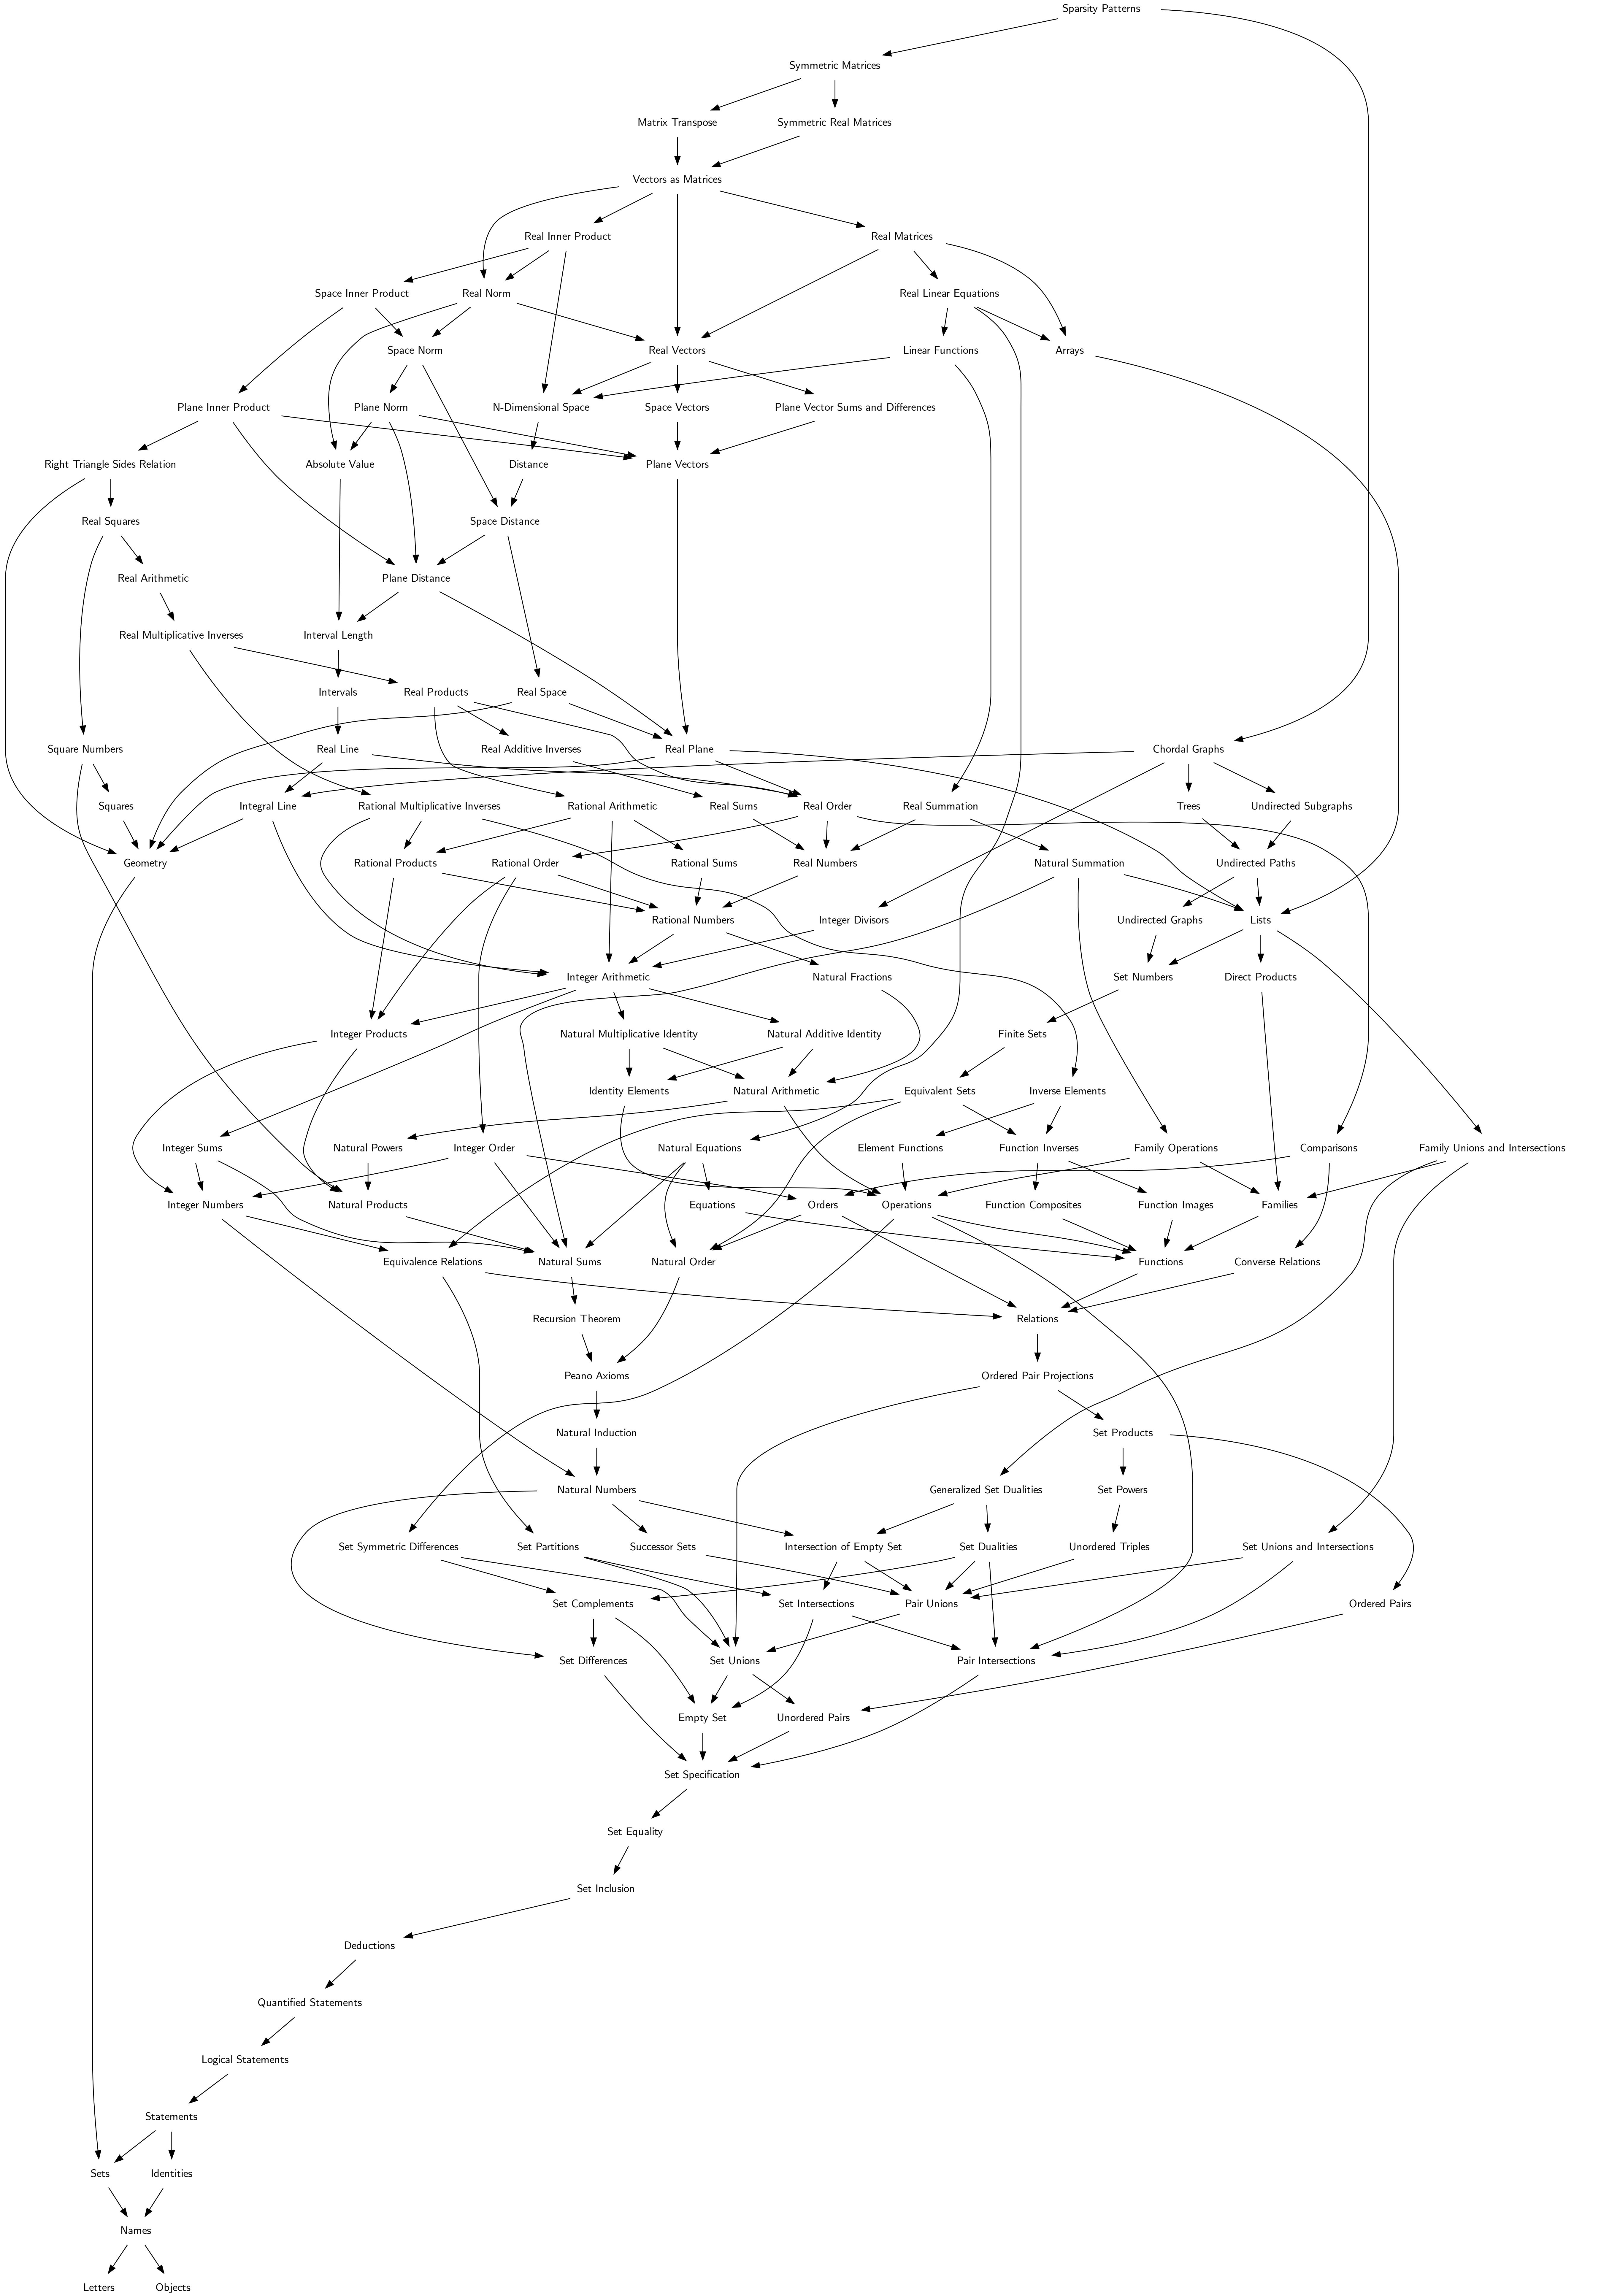 Sparsity Patterns
Symmetric Matrices
Matrix Transpose
Symmetric Real Matrices
Vectors as Matrices
Real Inner Product
Real Matrices
Space Inner Product
Real Norm
Real Linear Equations
Space Norm
Real Vectors
Linear Functions
Arrays
Plane Inner Product
Plane Norm
N-Dimensional Space
Space Vectors
Plane Vector Sums and Differences
Right Triangle Sides Relation
Absolute Value
Distance
Plane Vectors
Real Squares
Space Distance
Real Arithmetic
Plane Distance
Real Multiplicative Inverses
Interval Length
Intervals
Real Products
Real Space
Square Numbers
Real Line
Real Additive Inverses
Real Plane
Chordal Graphs
Squares
Integral Line
Rational Multiplicative Inverses
Rational Arithmetic
Real Sums
Real Order
Real Summation
Trees
Undirected Subgraphs
Geometry
Rational Products
Rational Order
Rational Sums
Real Numbers
Natural Summation
Undirected Paths
Rational Numbers
Integer Divisors
Undirected Graphs
Lists
Integer Arithmetic
Natural Fractions
Set Numbers
Direct Products
Integer Products
Natural Multiplicative Identity
Natural Additive Identity
Finite Sets
Identity Elements
Natural Arithmetic
Equivalent Sets
Inverse Elements
Integer Sums
Natural Powers
Integer Order
Natural Equations
Element Functions
Function Inverses
Family Operations
Comparisons
Family Unions and Intersections
Integer Numbers
Natural Products
Equations
Orders
Operations
Function Composites
Function Images
Families
Equivalence Relations
Natural Sums
Natural Order
Functions
Converse Relations
Recursion Theorem
Relations
Peano Axioms
Ordered Pair Projections
Natural Induction
Set Products
Natural Numbers
Generalized Set Dualities
Set Powers
Set Symmetric Differences
Set Partitions
Successor Sets
Intersection of Empty Set
Set Dualities
Unordered Triples
Set Unions and Intersections
Set Complements
Set Intersections
Pair Unions
Ordered Pairs
Set Differences
Set Unions
Pair Intersections
Empty Set
Unordered Pairs
Set Specification
Set Equality
Set Inclusion
Deductions
Quantified Statements
Logical Statements
Statements
Sets
Identities
Names
Letters
Objects